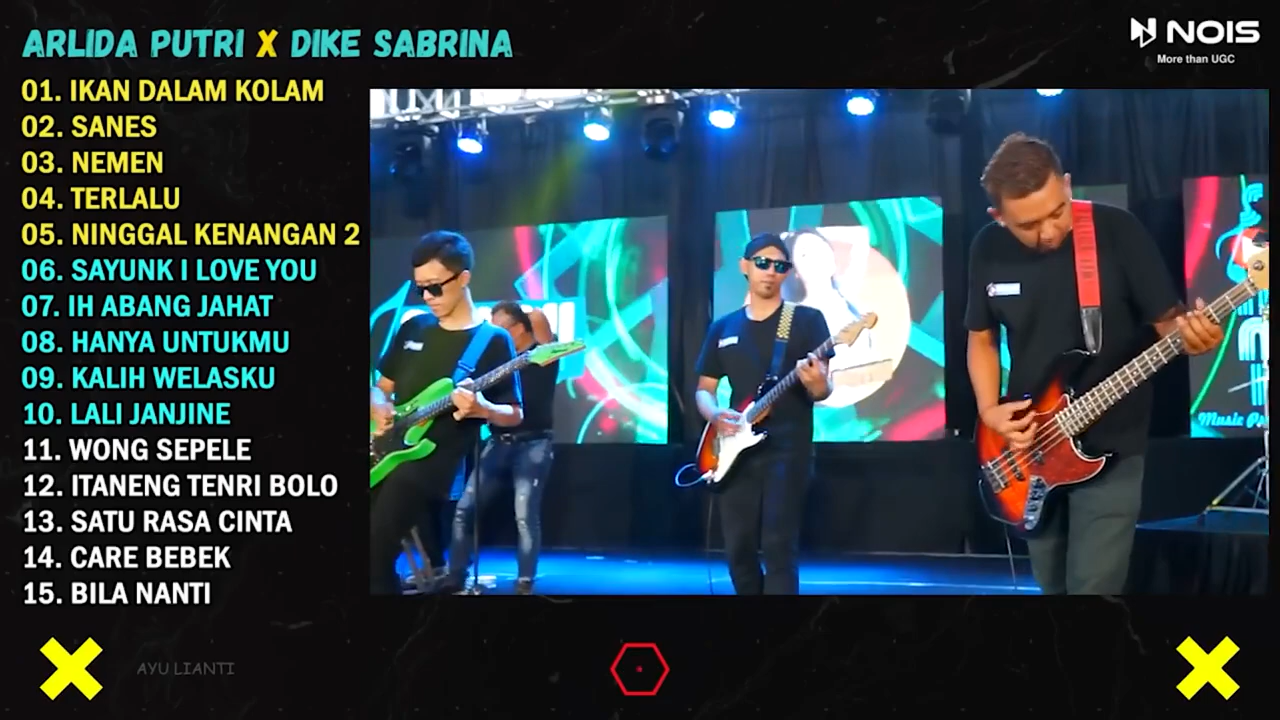 ARLIDA PUTRI X DIKE SABRINA
NOIS
More than UGC
01. IKAN DALAM KOLAM
02. SANES
03. NEMEN
04. TERLALU
05. NINGGAL KENANGAN 2
06. SAYUNK I LOVE YOU
07. IH ABANG JAHAT
08. HANYA UNTUKMU
09. KALIH WELASKU
10. LALI JANJINE
11. WONG SEPELE
12. ITANENG TENRI BOLO
13. SATU RASA CINTA
14. CARE BEBEK
15. BILA NANTI
Music
AYU LIANTI